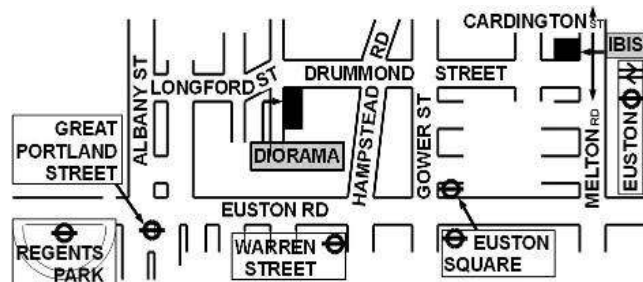 CARDINGTON ST
IBIS
LONGFORD ST
DRUMMOND STREET
ALBANY ST
HAMPSTEAD RD
GOWER ST
MELTON RD
EUSTON
GREAT
PORTLAND
STREET
DIORAMA
EUSTON RD
REGENTS
PARK
WARREN
STREET
EUSTON
SQUARE